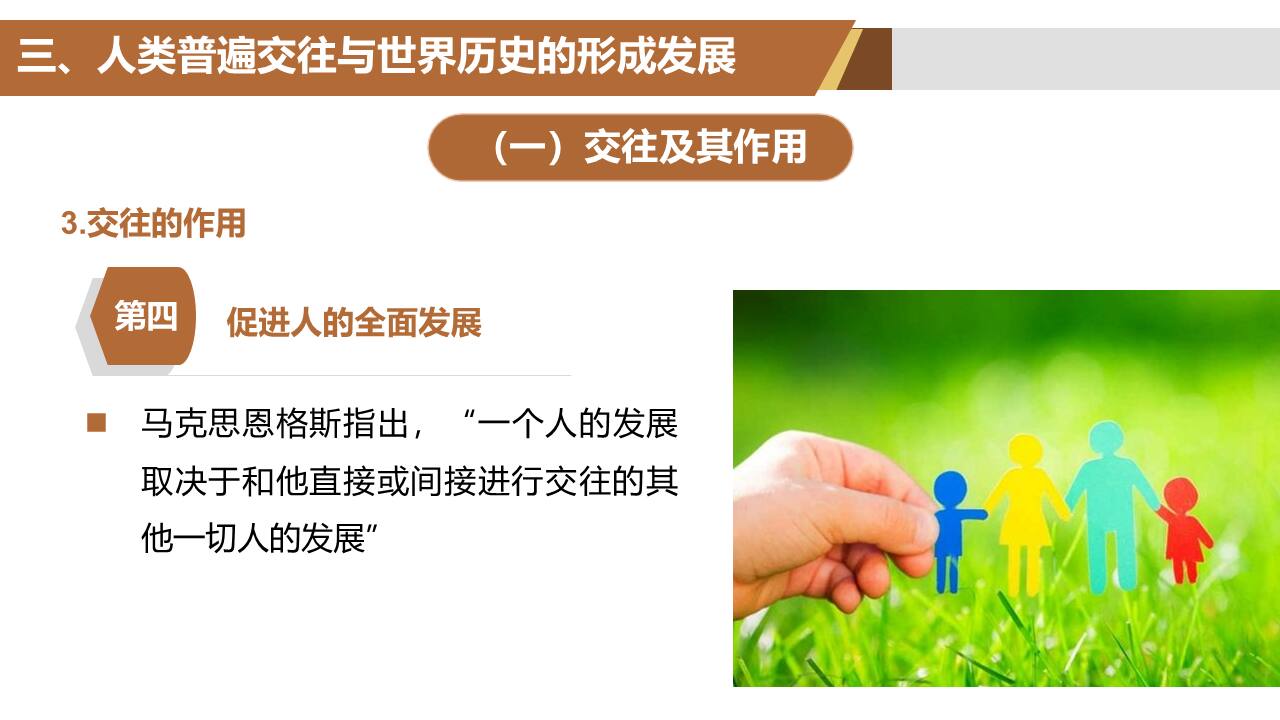 三、人类普遍交往与世界历史的形成发展
（一）交往及其作用
3.交往的作用
第四
促进人的全面发展
马克思恩格斯指出，“一个人的发展
取决于和他直接或间接进行交往的其
他一切人的发展”